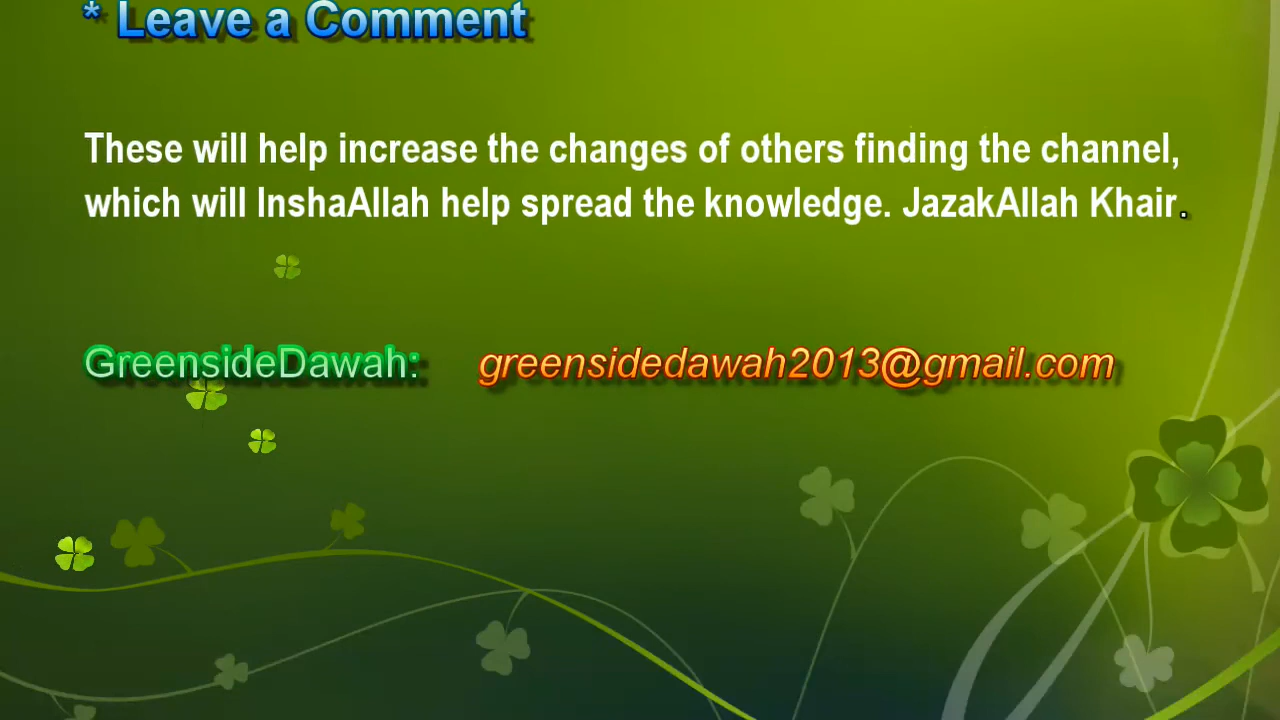 * Leave a Comment
These will help increase the changes of others finding the channel,
which will InshaAllah help spread the knowledge. JazakAllah Khair.
GreensideDawah: greensidedawah2013@gmail.com